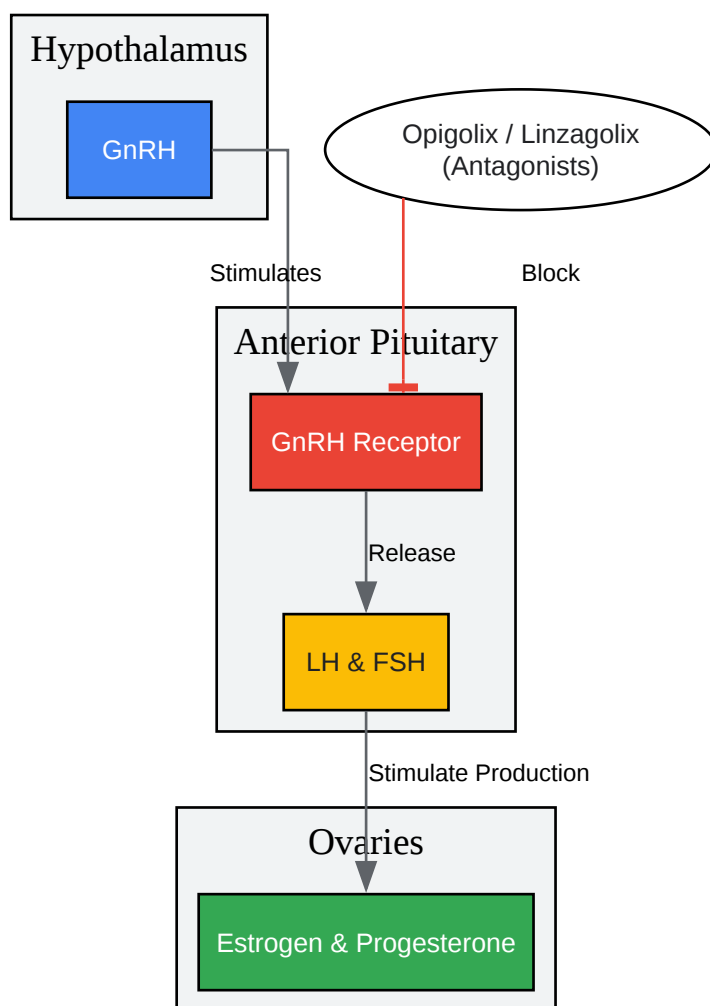 Hypothalamus
GnRH
Opigolix / Linzagolix
(Antagonists)
Stimulates
Block
Anterior Pituitary
GnRH Receptor
Release
LH & FSH
Stimulate Production
Ovaries
Estrogen & Progesterone